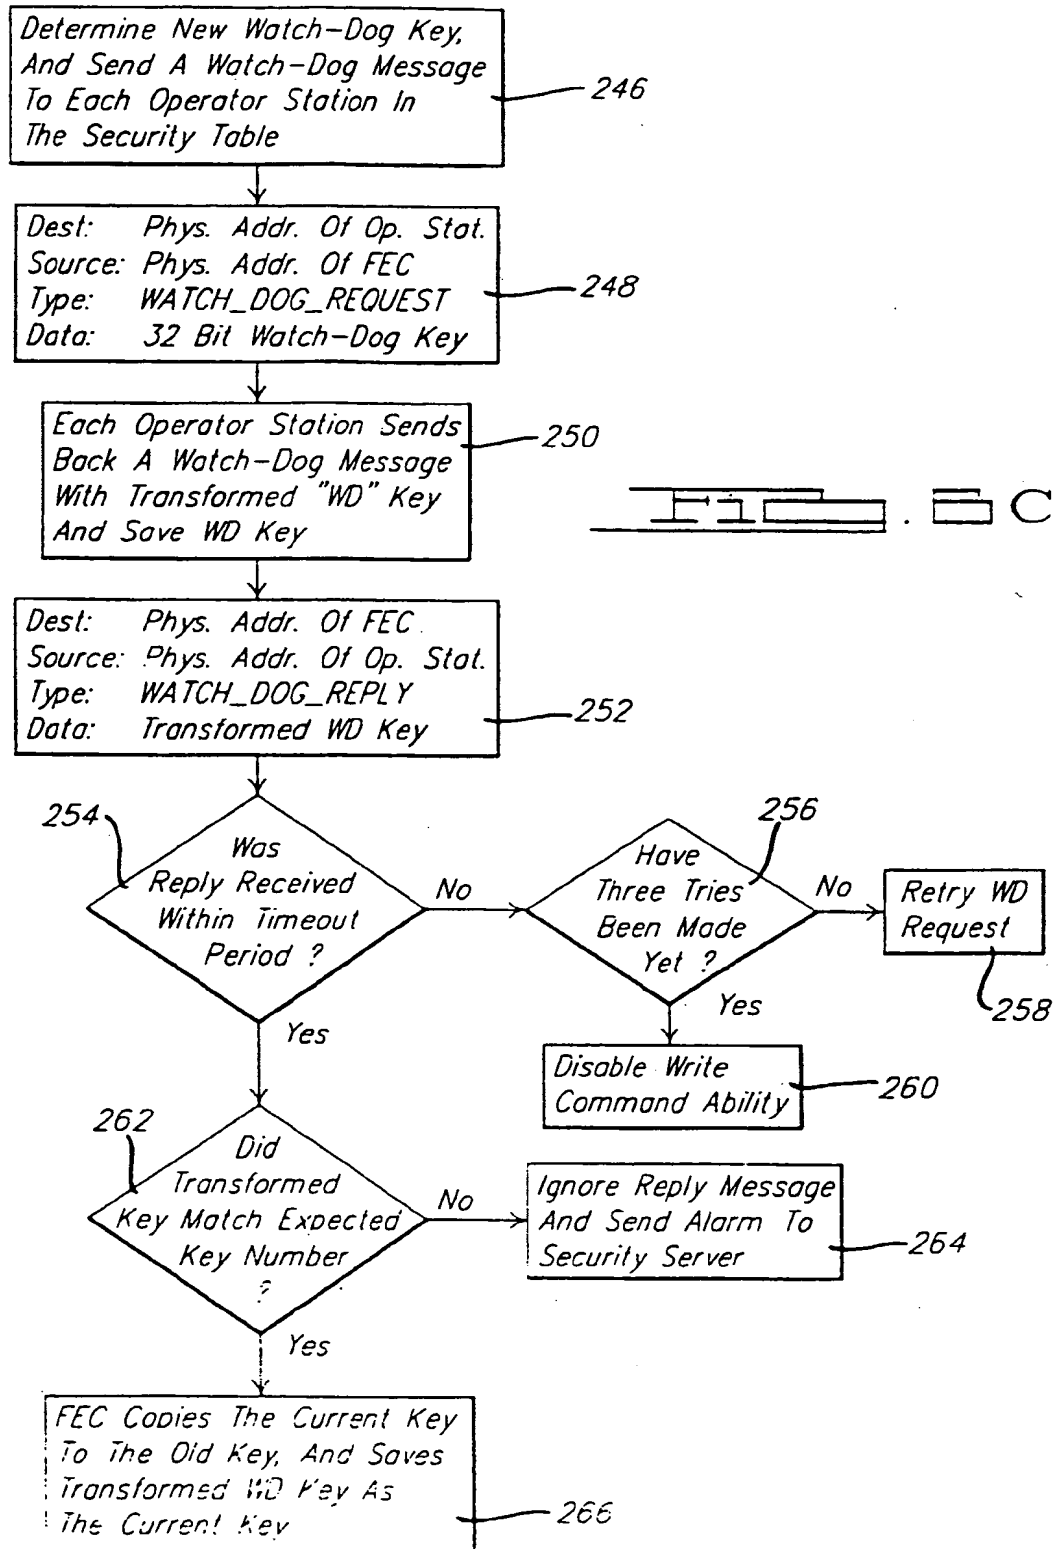 Determine New Watch-Dog Key,
And Send A Watch-Dog Message
To Each Operator Station In
The Security Table
246
Dest: Phys. Addr. Of Op. Stat.
Source: Phys. Addr. Of FEC
Type: WATCH_DOG_REQUEST
Data: 32 Bit Watch-Dog Key
248
Each Operator Station Sends
Back A Watch-Dog Message
With Transformed "WD" Key
And Save WD Key
250
C
Dest: Phys. Addr. Of FEC
Source: Phys. Addr. Of Op. Stat.
Type: WATCH_DOG_REPLY
Data: Transformed WD Key
252
254
Was
Reply Received
Within Timeout
Period ?
No
256
Have
Three Tries
Been Made
Yet ?
No
Retry WD
Request
258
Yes
Yes
Disable Write
Command Ability
260
262
Did
Transformed
Key Match Expected
Key Number
?
No
Ignore Reply Message
And Send Alarm To
Security Server
264
Yes
FEC Copies The Current Key
To The Old Key, And Saves
Transformed WD Key As
The Current Key
266